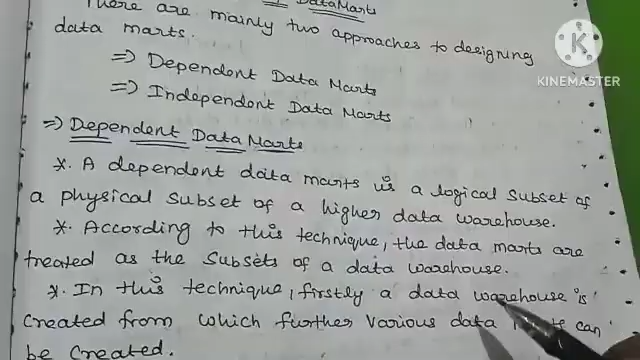 DataMarts
There are mainly two approaches to designing
data marts.
⇒ Dependent Data Marts
⇒ Independent Data Marts
⇒ Dependent Data Marts
*. A dependent data marts is a logical subset of
a physical subset of a higher data warehouse.
*. According to this technique, the data marts are
treated as the subsets of a data warehouse.
*. In this technique, firstly a data warehouse is
created from which further various data can
be created.
K
KINEMASTER